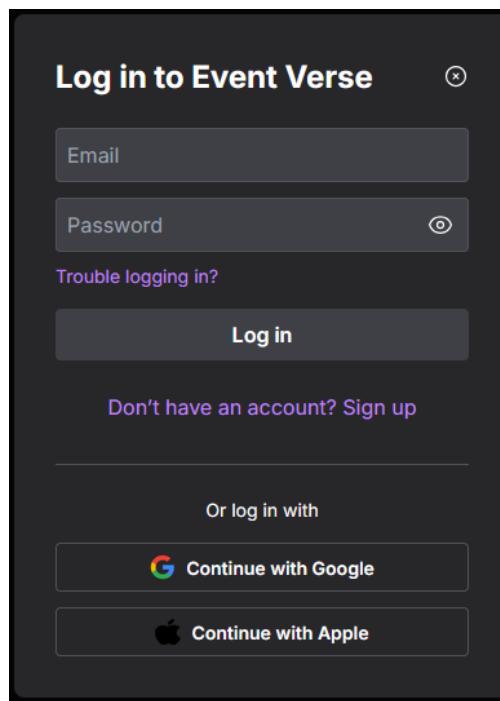 Log in to Event Verse
Email
Password
Trouble logging in?
Log in
Don’t have an account? Sign up
Or log in with
Continue with Google
Continue with Apple